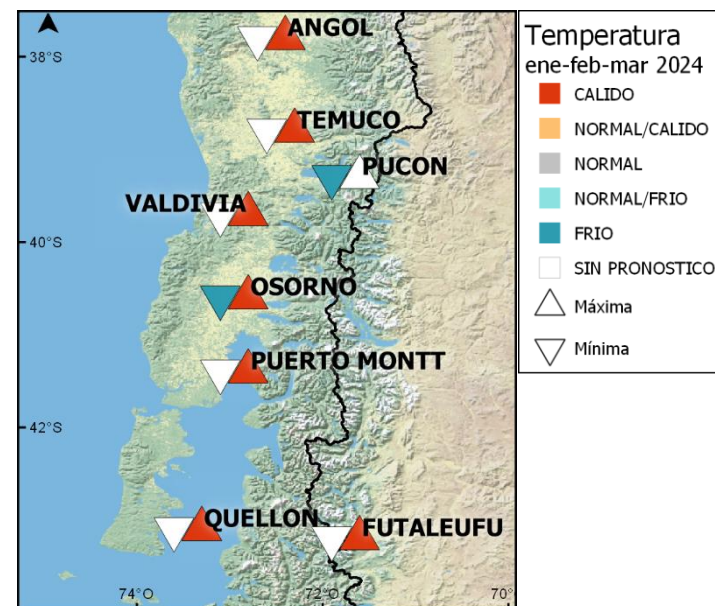 ANGOL
38°S
TEMUCO
PUCON
VALDIVIA
40°S
OSORNO
PUERTO MONTT
42°S
QUELLON
FUTALEUFU
74°O
72°O
70°
Temperatura
ene-feb-mar 2024
CALIDO
NORMAL/CALIDO
NORMAL
NORMAL/FRIO
FRIO
SIN PRONOSTICO
Máxima
Mínima